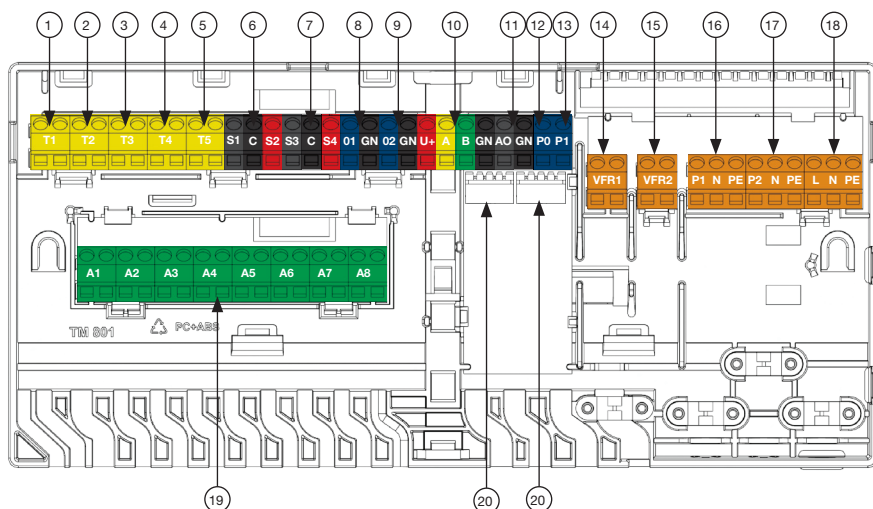 1 2 3 4 5 6 7 8 9 10 11 12 13 14 15 16 17 18
T1 T2 T3 T4 T5 S1 C S2 S3 C S4 01 GN 02 GN U+ A B GN AO GN P0 P1
VFR1 VFR2 P1 N PE P2 N PE L N PE
A1 A2 A3 A4 A5 A6 A7 A8
TM 801 PC+ABS
19 20 20